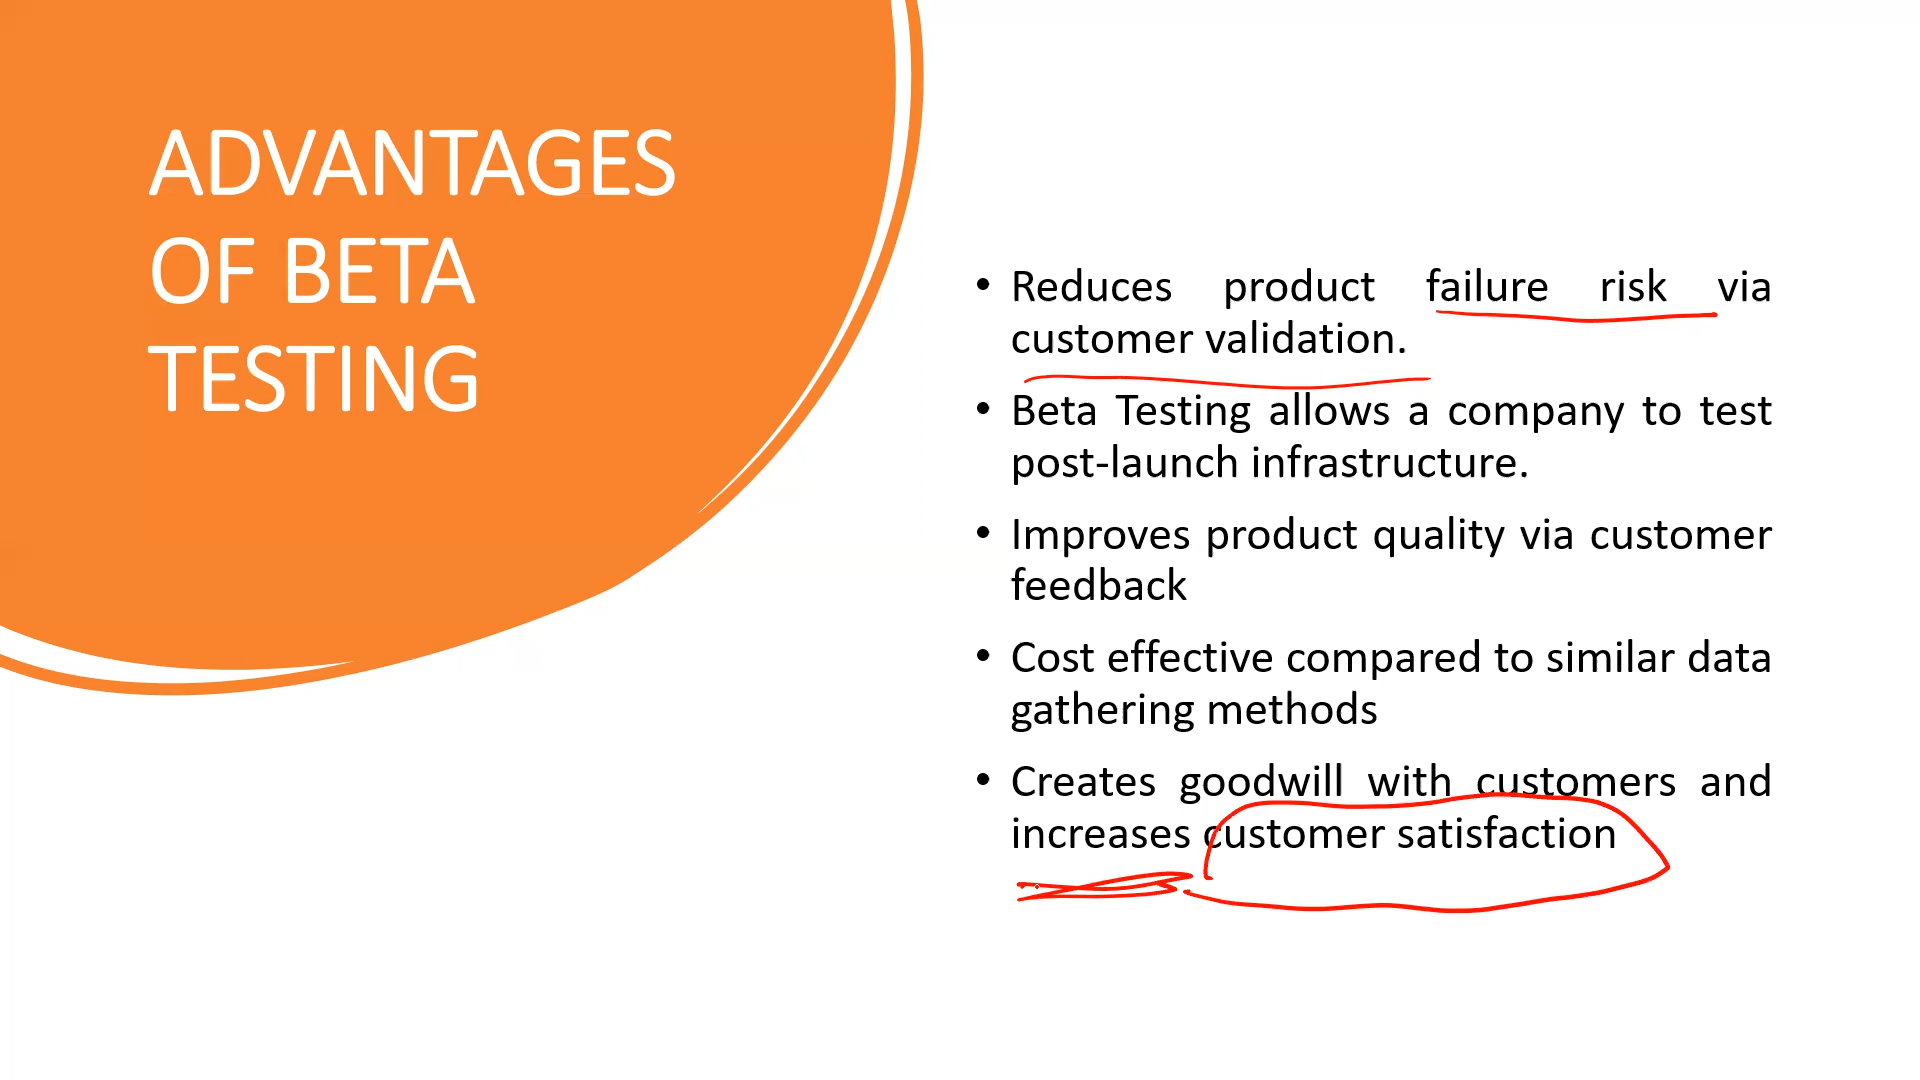 ADVANTAGES
OF BETA
TESTING
• Reduces product failure risk via
customer validation.
• Beta Testing allows a company to test
post-launch infrastructure.
• Improves product quality via customer
feedback
• Cost effective compared to similar data
gathering methods
• Creates goodwill with customers and
increases customer satisfaction